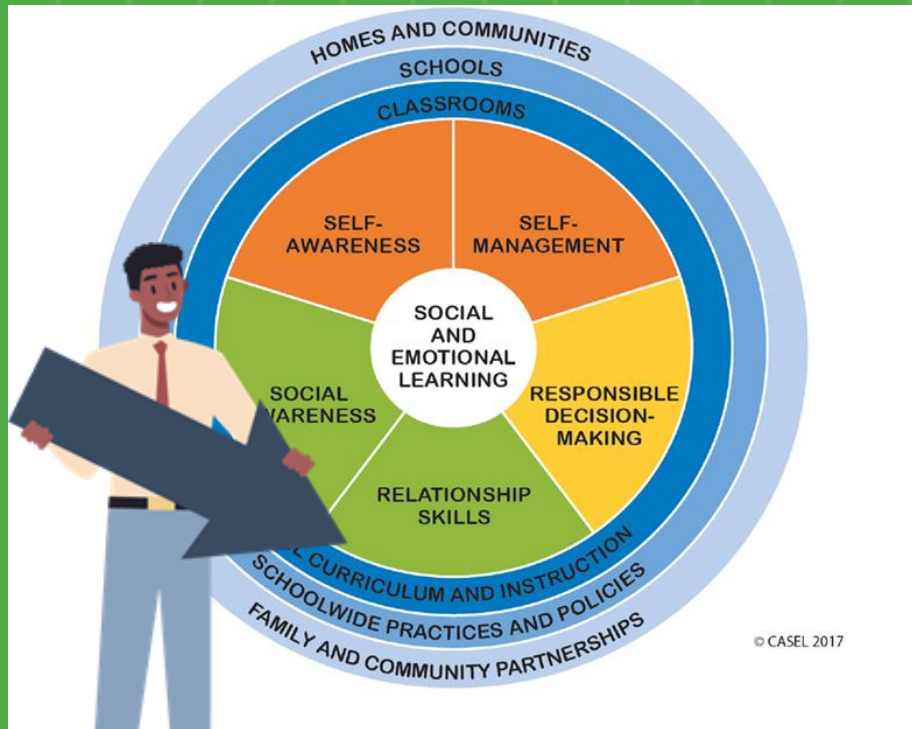 HOMES AND COMMUNITIES
SCHOOLS
CLASSROOMS
SELF-
AWARENESS
SELF-
MANAGEMENT
SOCIAL
AND
EMOTIONAL
LEARNING
SOCIAL
RESPONSIBLE
DECISION-
MAKING
RELATIONSHIP
SKILLS
CURRICULUM AND INSTRUCTION
SCHOOLWIDE PRACTICES AND POLICIES
FAMILY AND COMMUNITY PARTNERSHIPS
© CASEL 2017